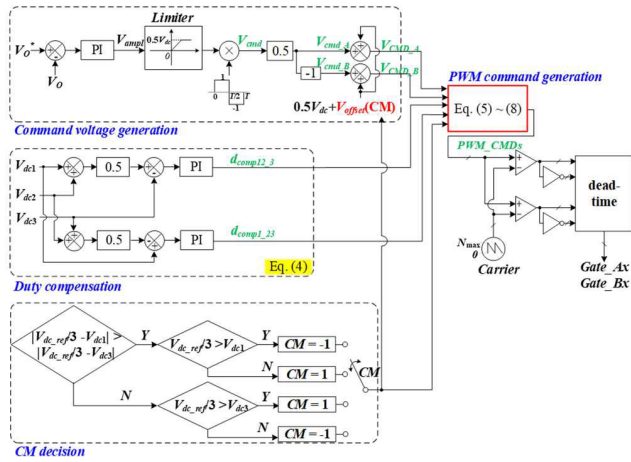 Limiter
Vo*
Vo
PI
Vampl
0.5Vdc
Vcmd
0.5
-1
Vcmd_A
Vcmd_B
VCMD_A
VCMD_B
1
0
T/2
T
-1
0.5Vdc+Voffset(CM)
Command voltage generation
PWM command generation
Eq. (5) ~ (8)
PWM_CMDs
dead-
time
Nmax
0
Carrier
Gate_Ax
Gate_Bx
Vdc1
Vdc2
Vdc3
0.5
PI
dcomp12_3
0.5
PI
dcomp1_23
Eq. (4)
Duty compensation
|Vdc_ref/3 -Vdc1| >
|Vdc_ref/3 -Vdc3|
Y
Vdc_ref/3 >Vdc1
Y
CM = -1
N
CM = 1
CM
N
Vdc_ref/3 >Vdc3
Y
CM = 1
N
CM = -1
CM decision